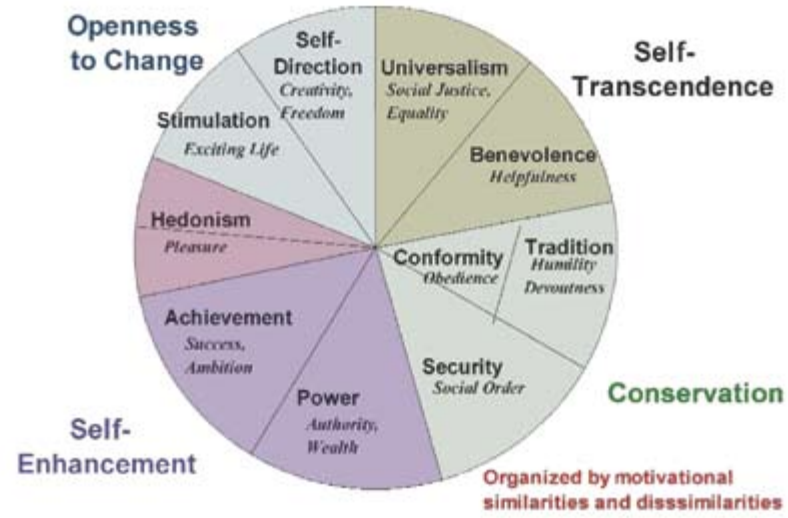 Openness
to Change
Self-
Direction
Creativity,
Freedom
Universalism
Social Justice,
Equality
Self-
Transcendence
Stimulation
Exciting Life
Benevolence
Helpfulness
Hedonism
Pleasure
Conformity
Obedience
Tradition
Humility
Devoutness
Achievement
Success,
Ambition
Security
Social Order
Power
Authority,
Wealth
Conservation
Self-
Enhancement
Organized by motivational
similarities and disssimilarities